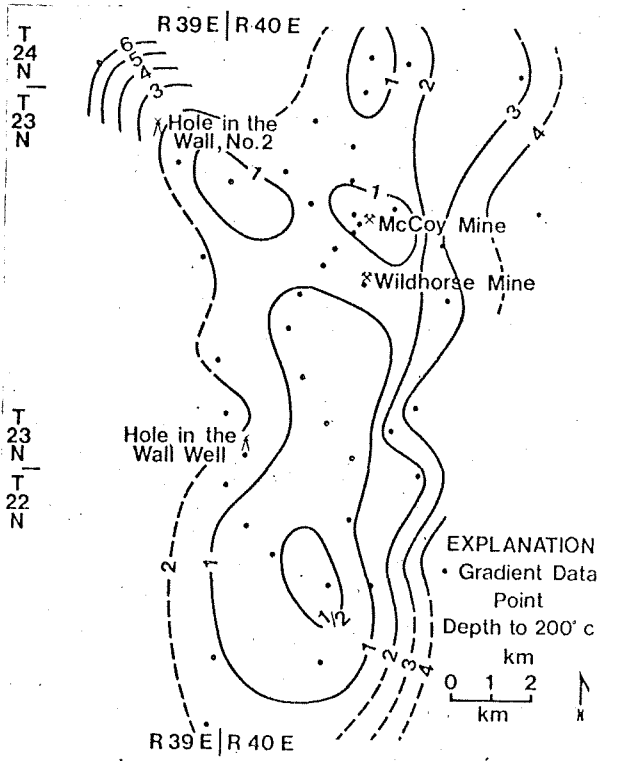 R 39 E | R 40 E
T
24
N
T
23
N
6
5
4
3
1
2
3
4
Hole in the
Wall, No. 2
1
1
McCoy Mine
Wildhorse Mine
T
23
N
T
22
N
Hole in the
Wall Well
2
1
1/2
1
2
3
4
EXPLANATION
• Gradient Data
Point
Depth to 200° c
km
0 1 2
km
N
R 39 E | R 40 E